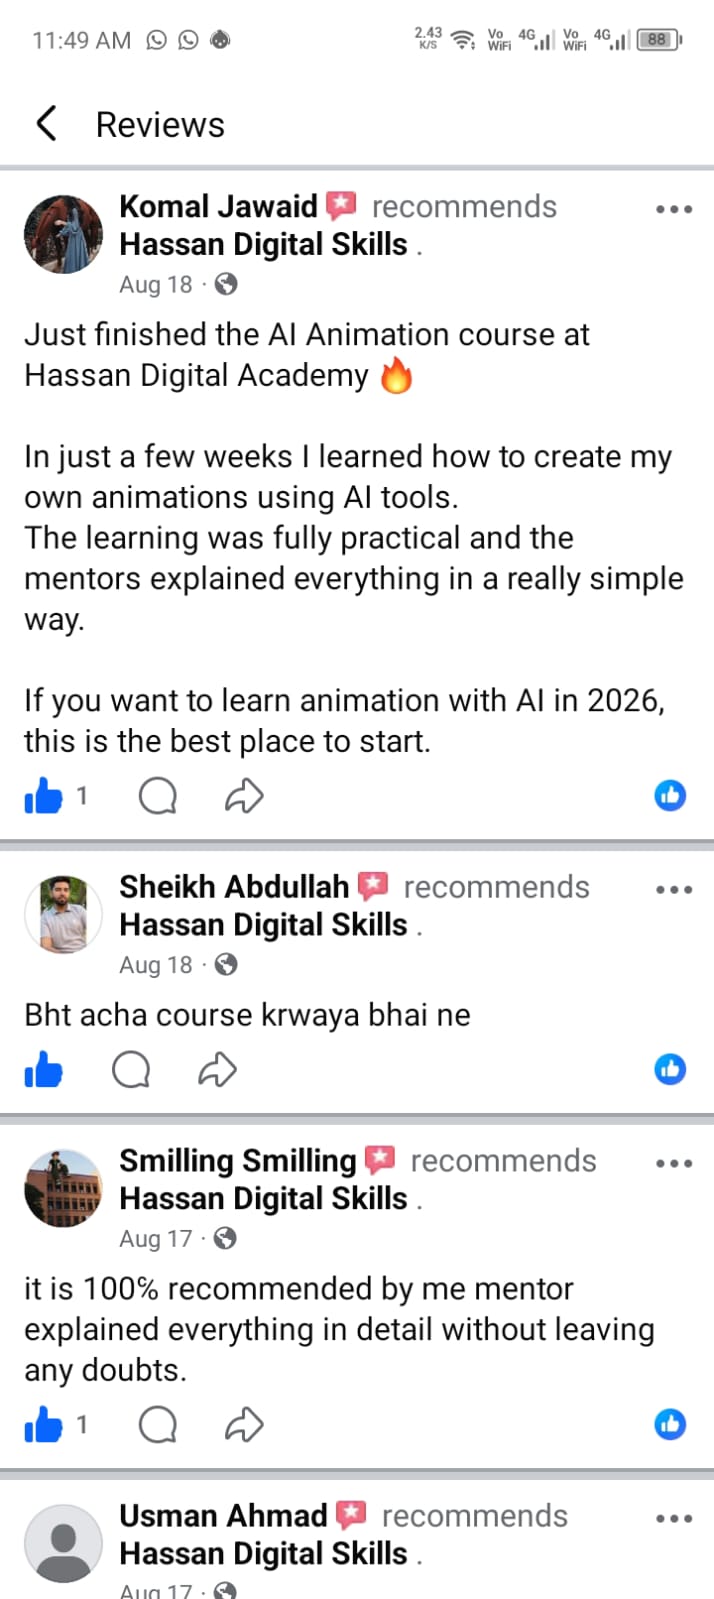 11:49 AM 2.43 K/S Vo WiFi 4G Vo WiFi 4G 88
Reviews
Komal Jawaid recommends
Hassan Digital Skills .
Aug 18 ·
Just finished the AI Animation course at
Hassan Digital Academy 🔥
In just a few weeks I learned how to create my
own animations using AI tools.
The learning was fully practical and the
mentors explained everything in a really simple
way.
If you want to learn animation with AI in 2026,
this is the best place to start.
1
Sheikh Abdullah recommends
Hassan Digital Skills .
Aug 18 ·
Bht acha course krwaya bhai ne
Smilling Smilling recommends
Hassan Digital Skills .
Aug 17 ·
it is 100% recommended by me mentor
explained everything in detail without leaving
any doubts.
1
Usman Ahmad recommends
Hassan Digital Skills .
Aug 17 ·